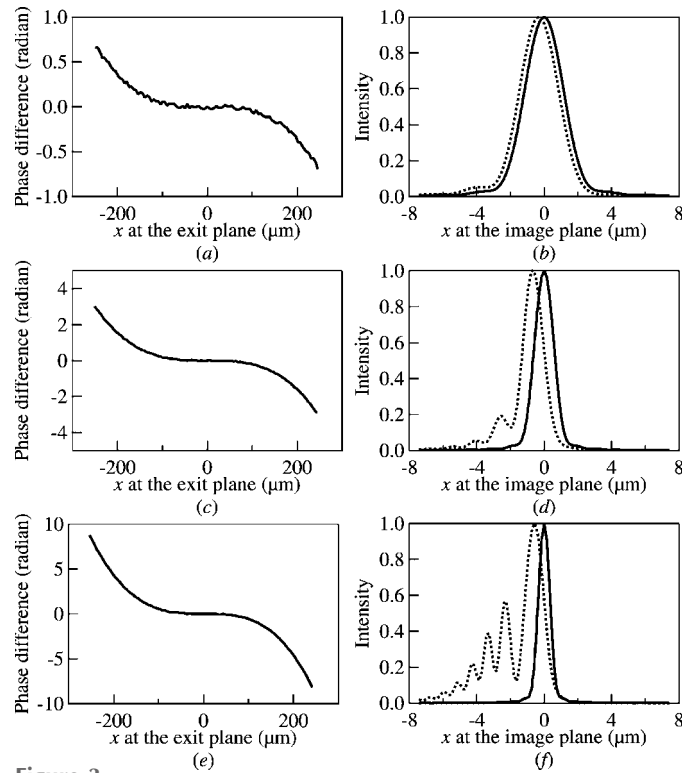 1.0
0.5
0.0
-0.5
-1.0
Phase difference (radian)
-200 0 200
x at the exit plane (µm)
(a)
1.0
0.8
0.6
0.4
0.2
0.0
Intensity
-8 -4 0 4 8
x at the image plane (µm)
(b)
4
2
0
-2
-4
Phase difference (radian)
-200 0 200
x at the exit plane (µm)
(c)
1.0
0.8
0.6
0.4
0.2
0.0
Intensity
-8 -4 0 4 8
x at the image plane (µm)
(d)
10
5
0
-5
-10
Phase difference (radian)
-200 0 200
x at the exit plane (µm)
(e)
1.0
0.8
0.6
0.4
0.2
0.0
Intensity
-8 -4 0 4 8
x at the image plane (µm)
(f)